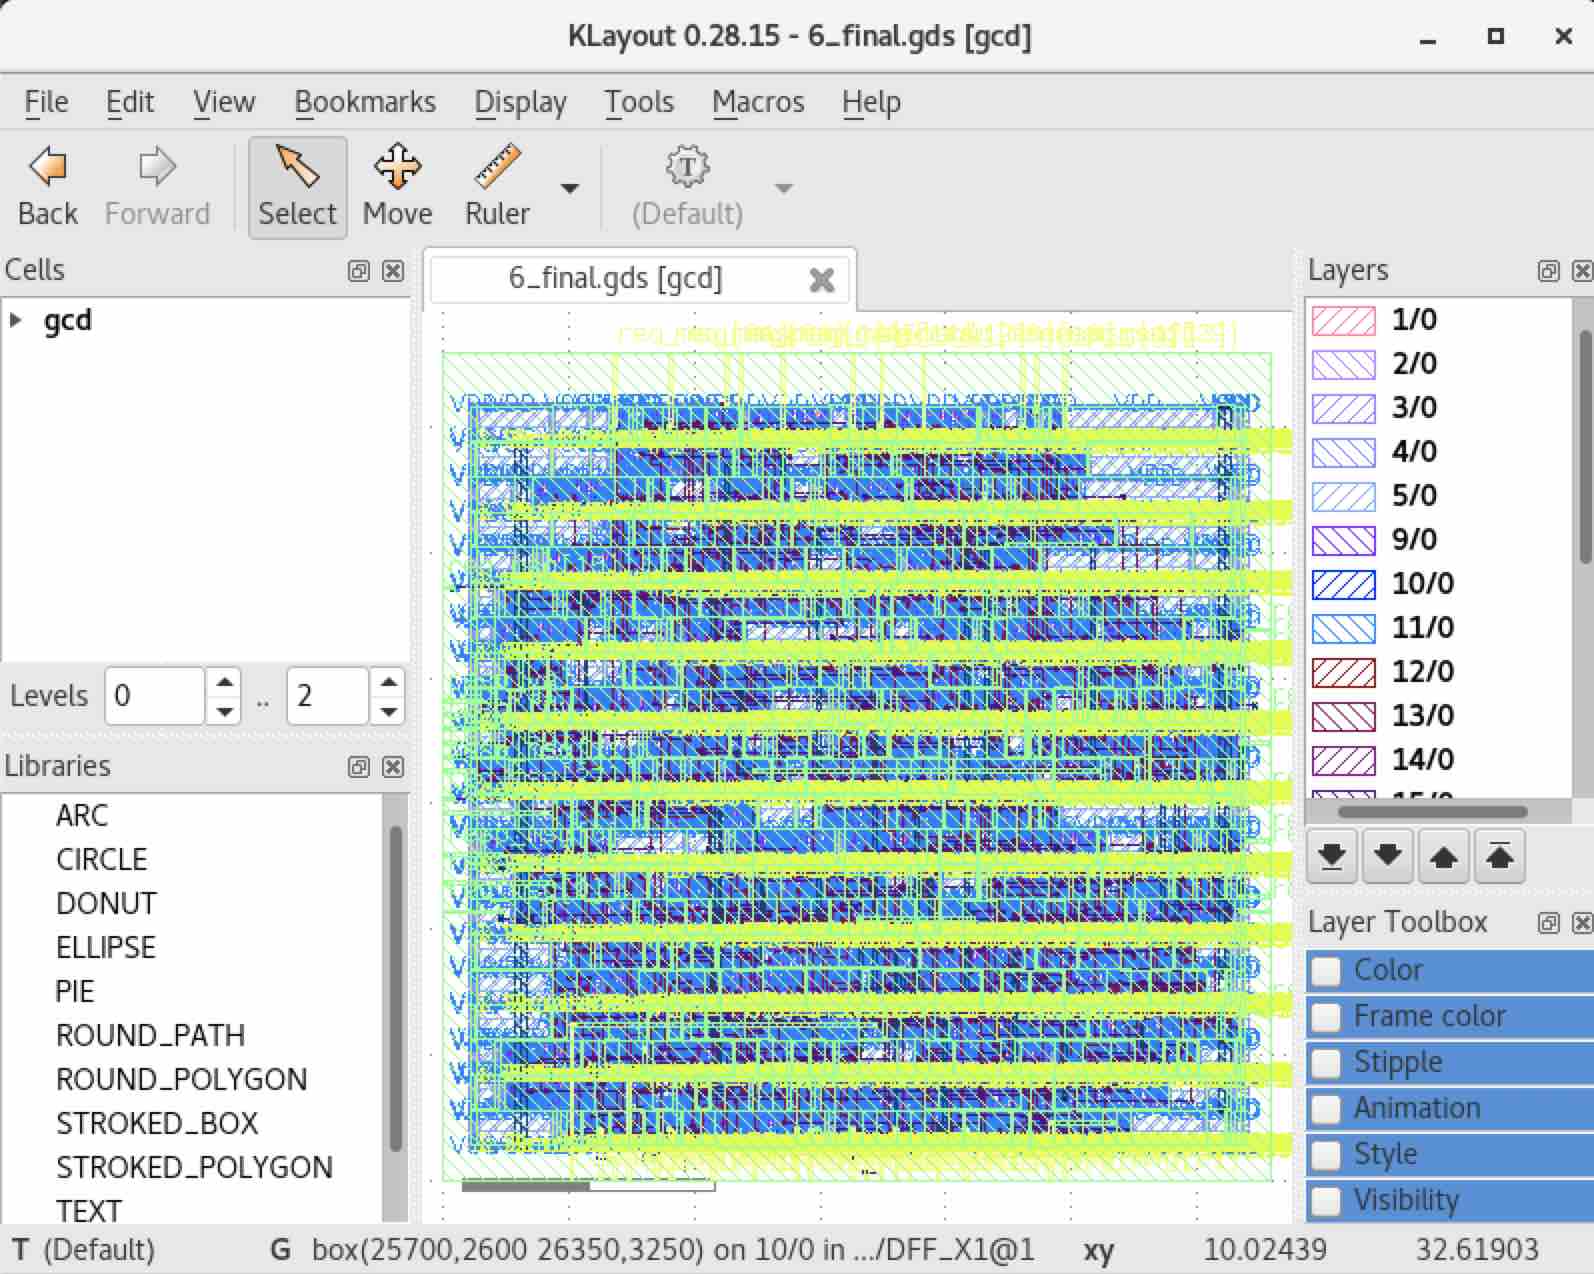 KLayout 0.28.15 - 6_final.gds [gcd]
File Edit View Bookmarks Display Tools Macros Help
Back Forward Select Move Ruler (Default)
Cells
gcd
Levels 0 .. 2
Libraries
ARC
CIRCLE
DONUT
ELLIPSE
PIE
ROUND_PATH
ROUND_POLYGON
STROKED_BOX
STROKED_POLYGON
TEXT
6_final.gds [gcd]
Layers
1/0
2/0
3/0
4/0
5/0
9/0
10/0
11/0
12/0
13/0
14/0
15/0
Layer Toolbox
Color
Frame color
Stipple
Animation
Style
Visibility
T (Default) G box(25700,2600 26350,3250) on 10/0 in .../DFF_X1@1 xy 10.02439 32.61903